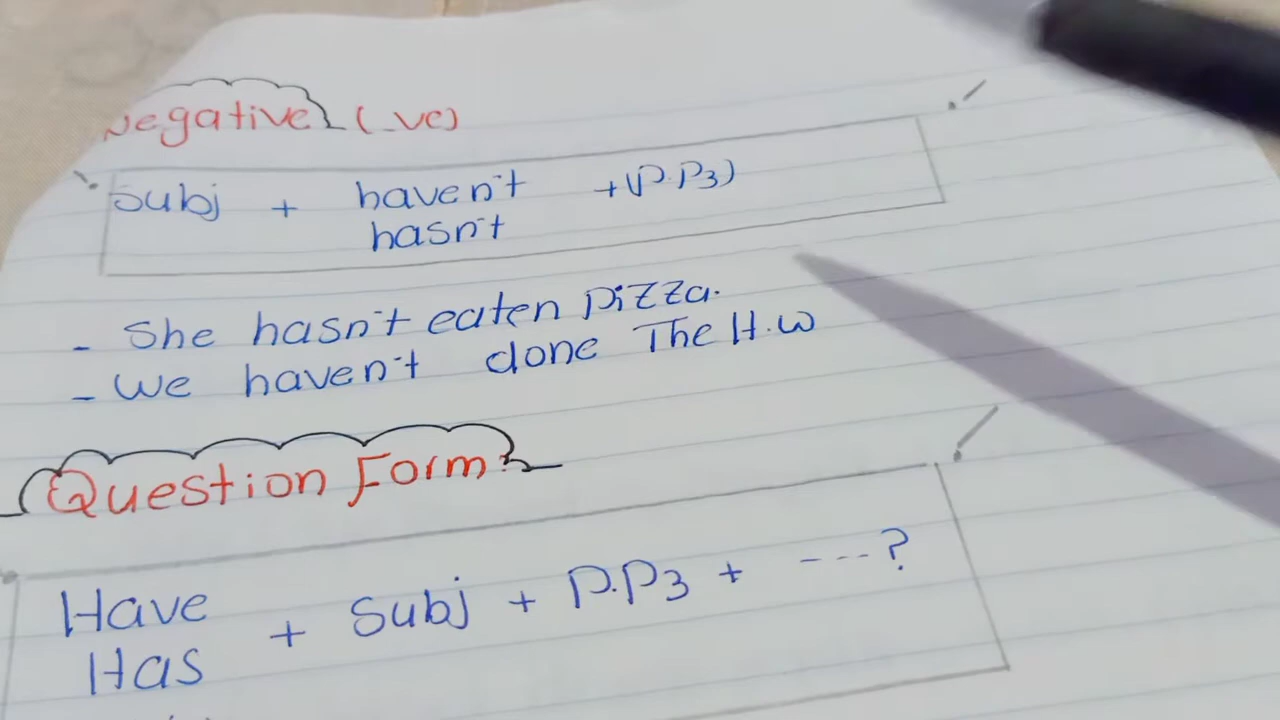 Negative (-ve)
Subj + haven't + (P.P3)
hasn't
- She hasn't eaten pizza.
- We haven't done The H.w
Question Form
Have
Has + Subj + P.P3 + ---?